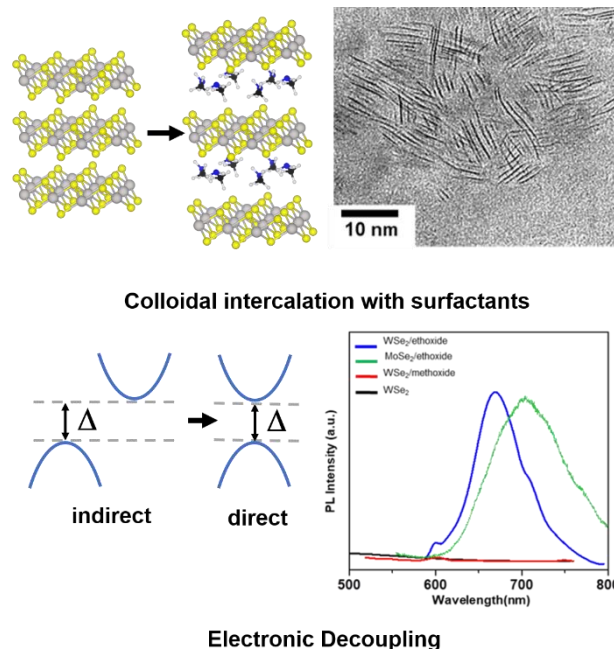 10 nm
Colloidal intercalation with surfactants
Δ
Δ
indirect
direct
PL Intensity (a.u.)
WSe₂/ethoxide
MoSe₂/ethoxide
WSe₂/methoxide
WSe₂
500 600 700 800
Wavelength(nm)
Electronic Decoupling